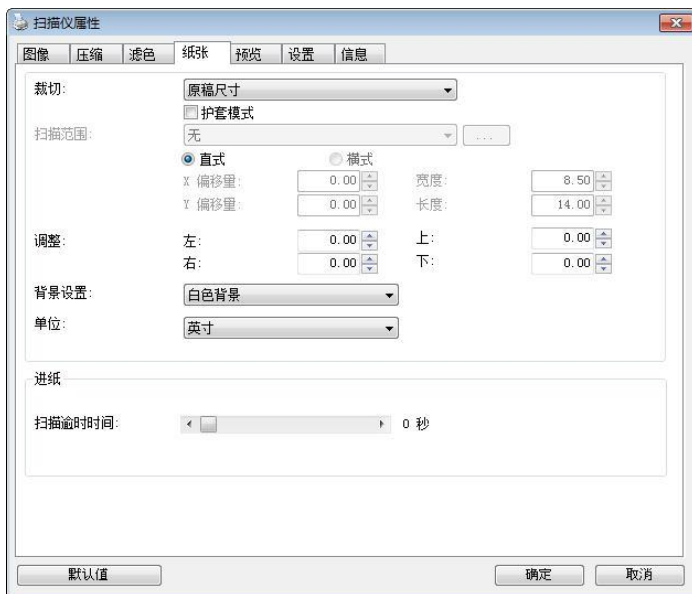 扫描仪属性
图像 压缩 滤色 纸张 预览 设置 信息
裁切: 原稿尺寸
护套模式
扫描范围: 无 ...
直式 横式
X 偏移量: 0.00 宽度: 8.50
Y 偏移量: 0.00 长度: 14.00
调整: 左: 0.00 上: 0.00
右: 0.00 下: 0.00
背景设置: 白色背景
单位: 英寸
进纸
扫描逾时时间: 0 秒
默认值 确定 取消